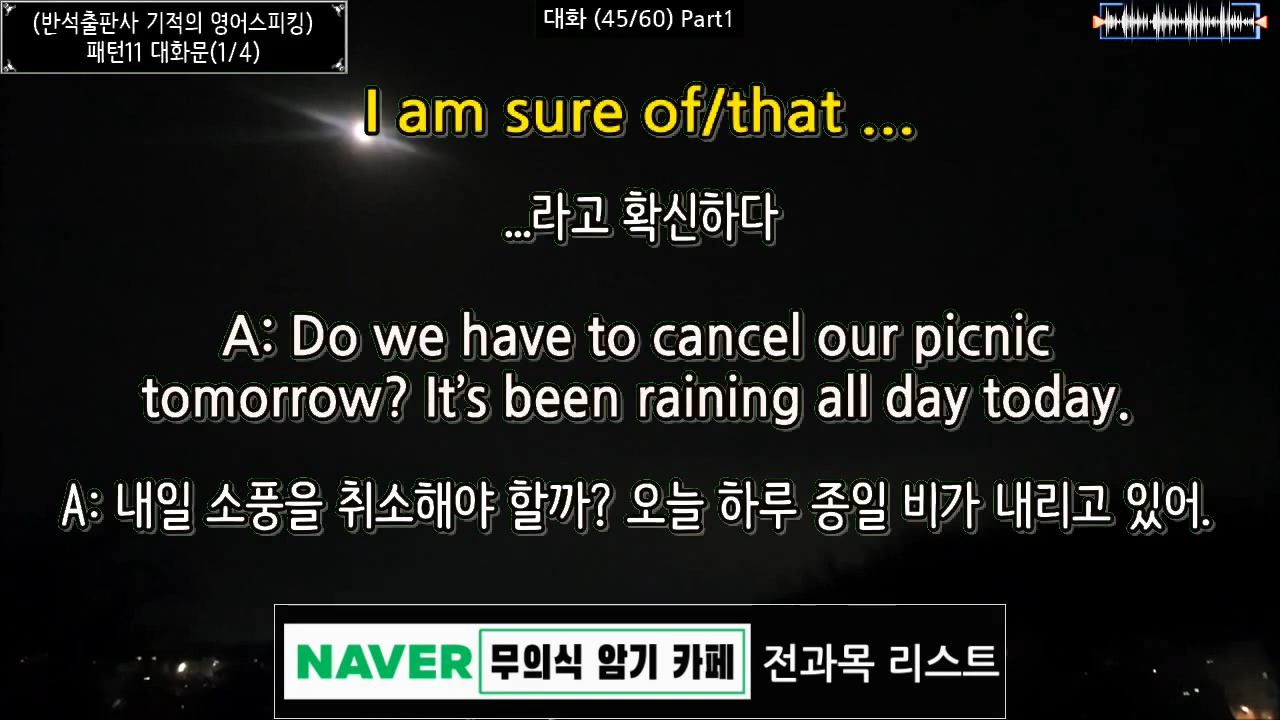 (반석출판사 기적의 영어스피킹)
패턴11 대화문(1/4)
대화 (45/60) Part1
I am sure of/that ...
...라고 확신하다
A: Do we have to cancel our picnic
tomorrow? It’s been raining all day today.
A: 내일 소풍을 취소해야 할까? 오늘 하루 종일 비가 내리고 있어.
NAVER 무의식 암기 카페 전과목 리스트